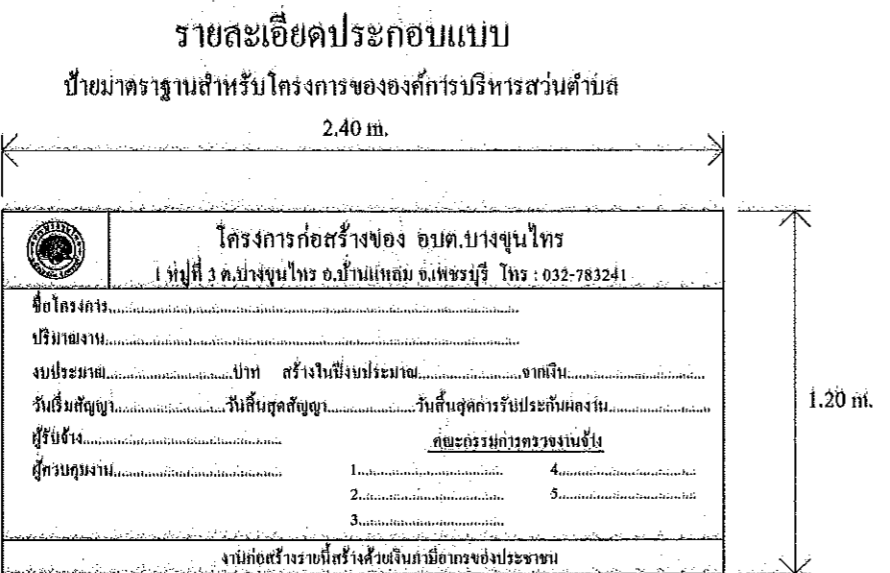 รายละเอียดประกอบแบบ
ป้ายมาตราฐานสำหรับโครงการขององค์การบริหารส่วนตำบล
2.40 m.
โครงการก่อสร้างของ อบต.บางขุนไทร
1 หมู่ที่ 3 ต.บางขุนไทร อ.บ้านแหลม จ.เพชรบุรี โทร : 032-783241
ชื่อโครงการ........................................
ปริมาณงาน........................................
งบประมาณ....................บาท สร้างในปีงบประมาณ....................จากเงิน....................
วันเริ่มสัญญา....................วันสิ้นสุดสัญญา....................วันสิ้นสุดการรับประกันผลงาน....................
ผู้รับจ้าง.................... คณะกรรมการตรวจงานจ้าง
ผู้ควบคุมงาน.................... 1.................... 4....................
2.................... 5....................
3....................
งานก่อสร้างรายนี้สร้างด้วยเงินภาษีอากรของประชาชน
1.20 m.